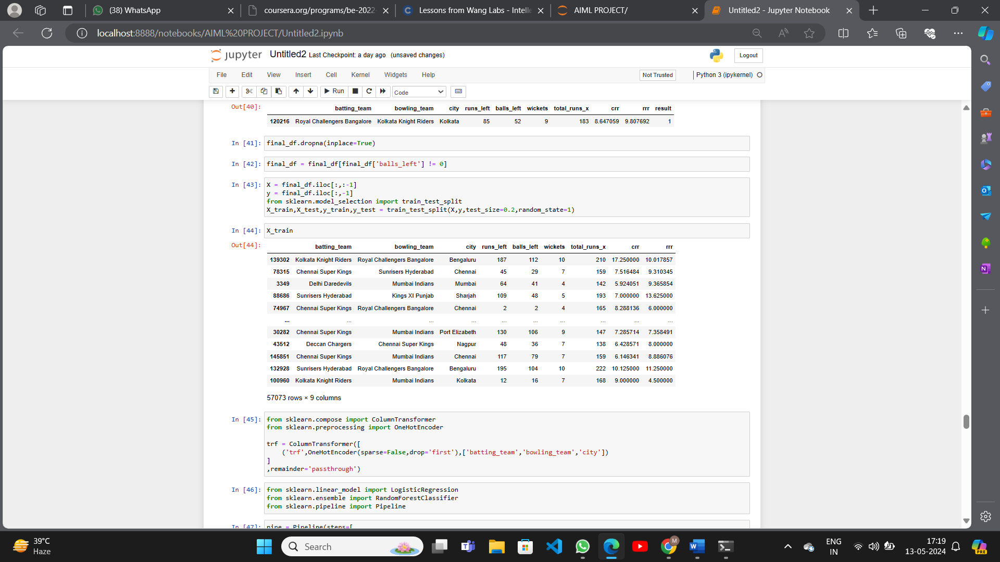 (38) WhatsApp
coursera.org/programs/be-2022-
Lessons from Wang Labs - Intelle
AIML PROJECT/
Untitled2 - Jupyter Notebook
localhost:8888/notebooks/AIML%20PROJECT/Untitled2.ipynb
jupyter Untitled2 Last Checkpoint: a day ago (unsaved changes)
Logout
File Edit View Insert Cell Kernel Widgets Help
Not Trusted
Python 3 (ipykernel)
Run
Code
Out[40]:
batting_team bowling_team city runs_left balls_left wickets total_runs_x crr rrr result
120216 Royal Challengers Bangalore Kolkata Knight Riders Kolkata 85 52 9 183 8.647059 9.807692 1
In [41]: final_df.dropna(inplace=True)
In [42]: final_df = final_df[final_df['balls_left'] != 0]
In [43]: X = final_df.iloc[:,:-1]
y = final_df.iloc[:,-1]
from sklearn.model_selection import train_test_split
X_train,X_test,y_train,y_test = train_test_split(X,y,test_size=0.2,random_state=1)
In [44]: X_train
Out[44]:
batting_team bowling_team city runs_left balls_left wickets total_runs_x crr rrr
139302 Kolkata Knight Riders Royal Challengers Bangalore Bengaluru 187 112 10 210 17.250000 10.017857
78315 Chennai Super Kings Sunrisers Hyderabad Chennai 45 29 7 159 7.516484 9.310345
3349 Delhi Daredevils Mumbai Indians Mumbai 64 41 4 142 5.924051 9.365854
88686 Sunrisers Hyderabad Kings XI Punjab Sharjah 109 48 5 193 7.000000 13.625000
74967 Chennai Super Kings Royal Challengers Bangalore Chennai 2 2 4 165 8.288136 6.000000
... ... ... ... ... ... ... ... ... ...
30282 Chennai Super Kings Mumbai Indians Port Elizabeth 130 106 9 147 7.285714 7.358491
43512 Deccan Chargers Chennai Super Kings Nagpur 48 36 7 138 6.428571 8.000000
145851 Chennai Super Kings Mumbai Indians Chennai 117 79 7 159 6.146341 8.886076
132928 Sunrisers Hyderabad Royal Challengers Bangalore Bengaluru 195 104 10 222 10.125000 11.250000
100960 Kolkata Knight Riders Mumbai Indians Kolkata 12 16 7 168 9.000000 4.500000
57073 rows × 9 columns
In [45]: from sklearn.compose import ColumnTransformer
from sklearn.preprocessing import OneHotEncoder
trf = ColumnTransformer([
('trf',OneHotEncoder(sparse=False,drop='first'),['batting_team','bowling_team','city'])
]
,remainder='passthrough')
In [46]: from sklearn.linear_model import LogisticRegression
from sklearn.ensemble import RandomForestClassifier
from sklearn.pipeline import Pipeline
In [47]: pipe = Pipeline(steps=[
39°C
Haze
Search
ENG
IN
17:19
13-05-2024